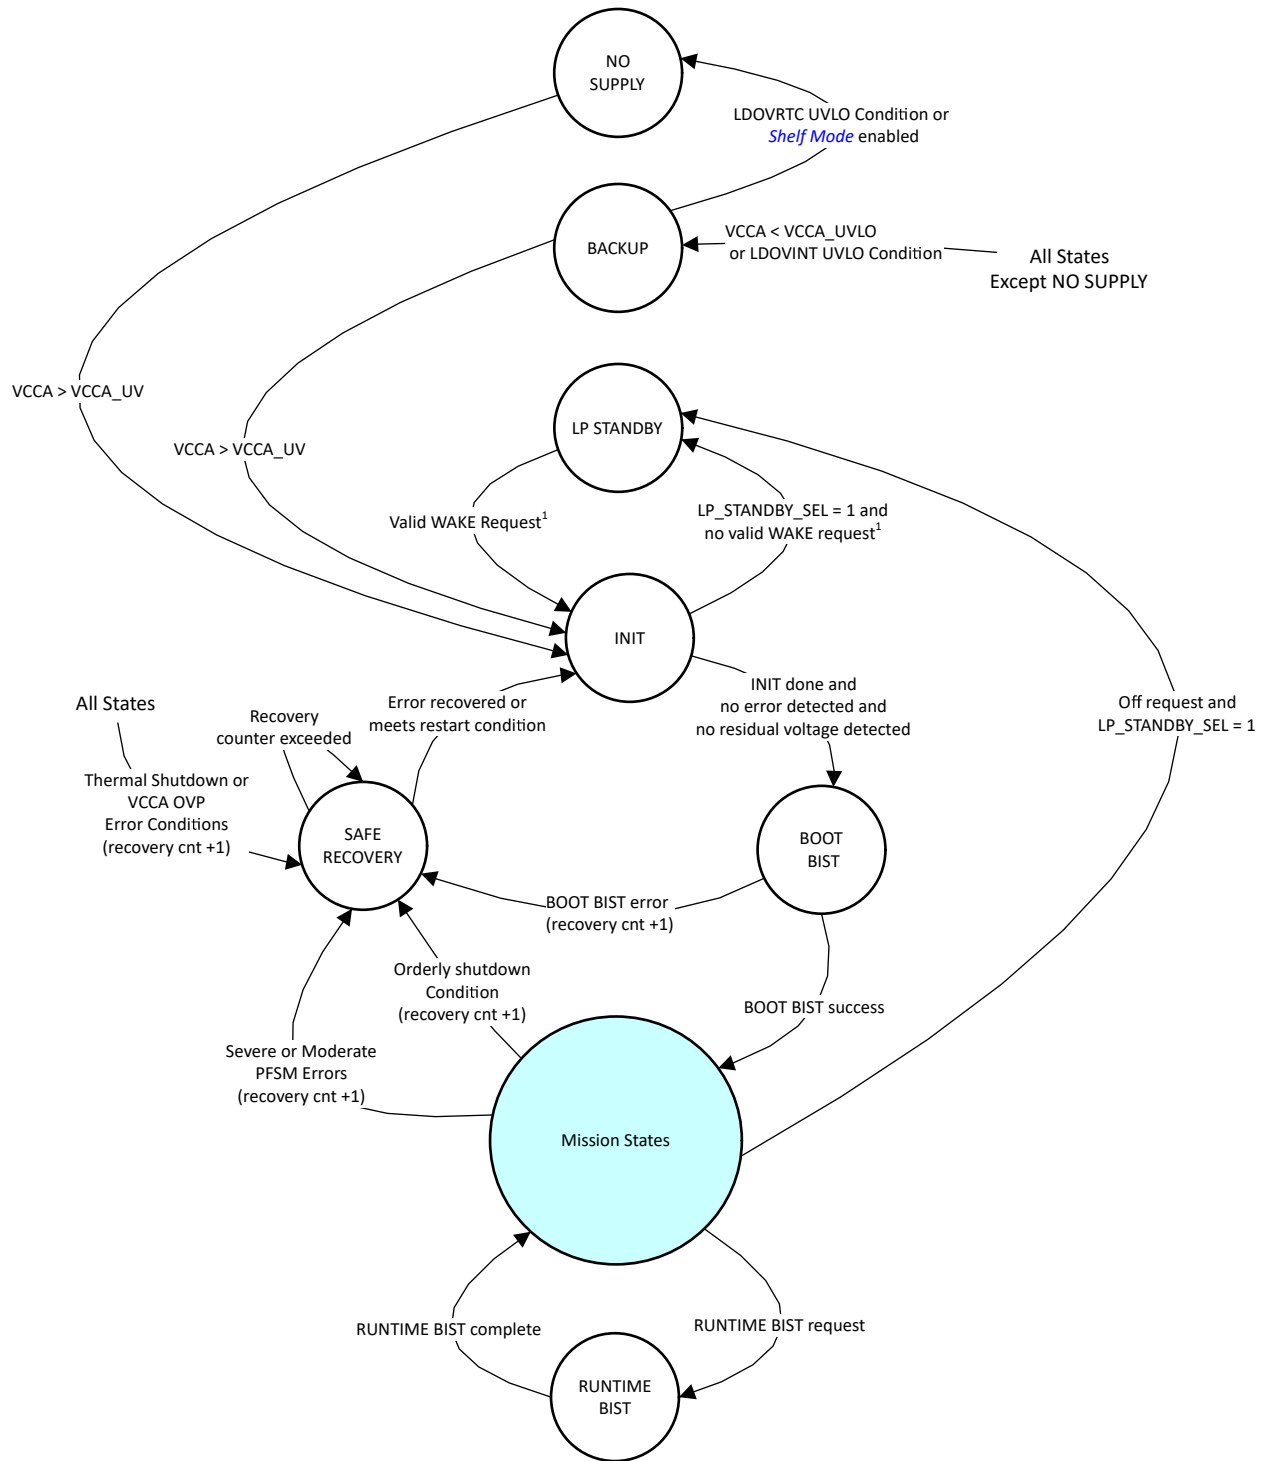 NO
SUPPLY
LDOVRTC UVLO Condition or
Shelf Mode enabled
BACKUP
VCCA < VCCA_UVLO
or LDOVINT UVLO Condition
All States
Except NO SUPPLY
VCCA > VCCA_UV
VCCA > VCCA_UV
LP STANDBY
Valid WAKE Request¹
LP_STANDBY_SEL = 1 and
no valid WAKE request¹
INIT
All States
Recovery
counter exceeded
Error recovered or
meets restart condition
INIT done and
no error detected and
no residual voltage detected
Off request and
LP_STANDBY_SEL = 1
Thermal Shutdown or
VCCA OVP
Error Conditions
(recovery cnt +1)
SAFE
RECOVERY
BOOT
BIST
BOOT BIST error
(recovery cnt +1)
Orderly shutdown
Condition
(recovery cnt +1)
BOOT BIST success
Severe or Moderate
PFSM Errors
(recovery cnt +1)
Mission States
RUNTIME BIST complete
RUNTIME BIST request
RUNTIME
BIST